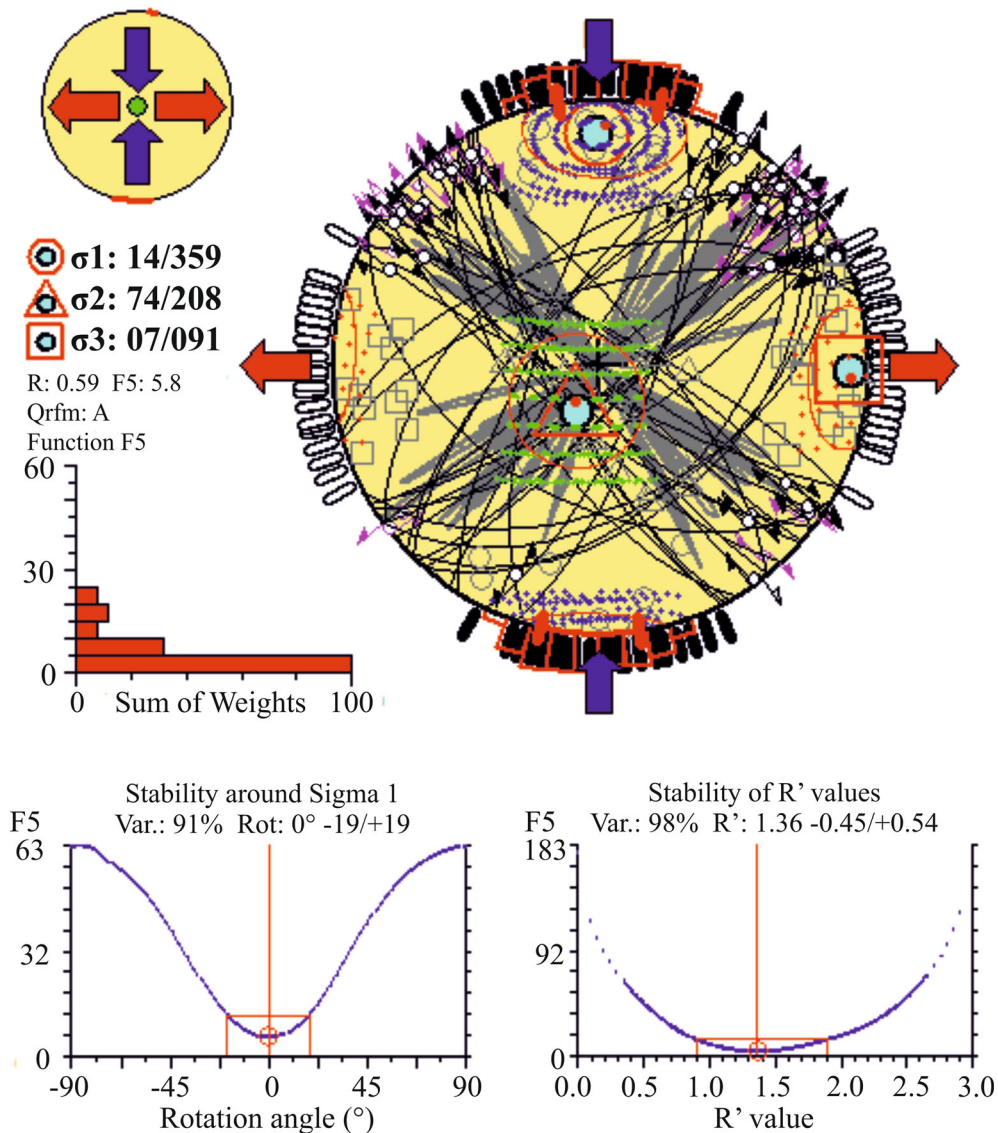 σ1: 14/359
σ2: 74/208
σ3: 07/091
R: 0.59 F5: 5.8
Qrfm: A
Function F5
60
30
0
0 Sum of Weights 100
Stability around Sigma 1
F5 Var.: 91% Rot: 0° -19/+19
63
32
0
-90 -45 0 45 90
Rotation angle (°)
Stability of R’ values
F5 Var.: 98% R’: 1.36 -0.45/+0.54
183
92
0
0.0 0.5 1.0 1.5 2.0 2.5 3.0
R’ value